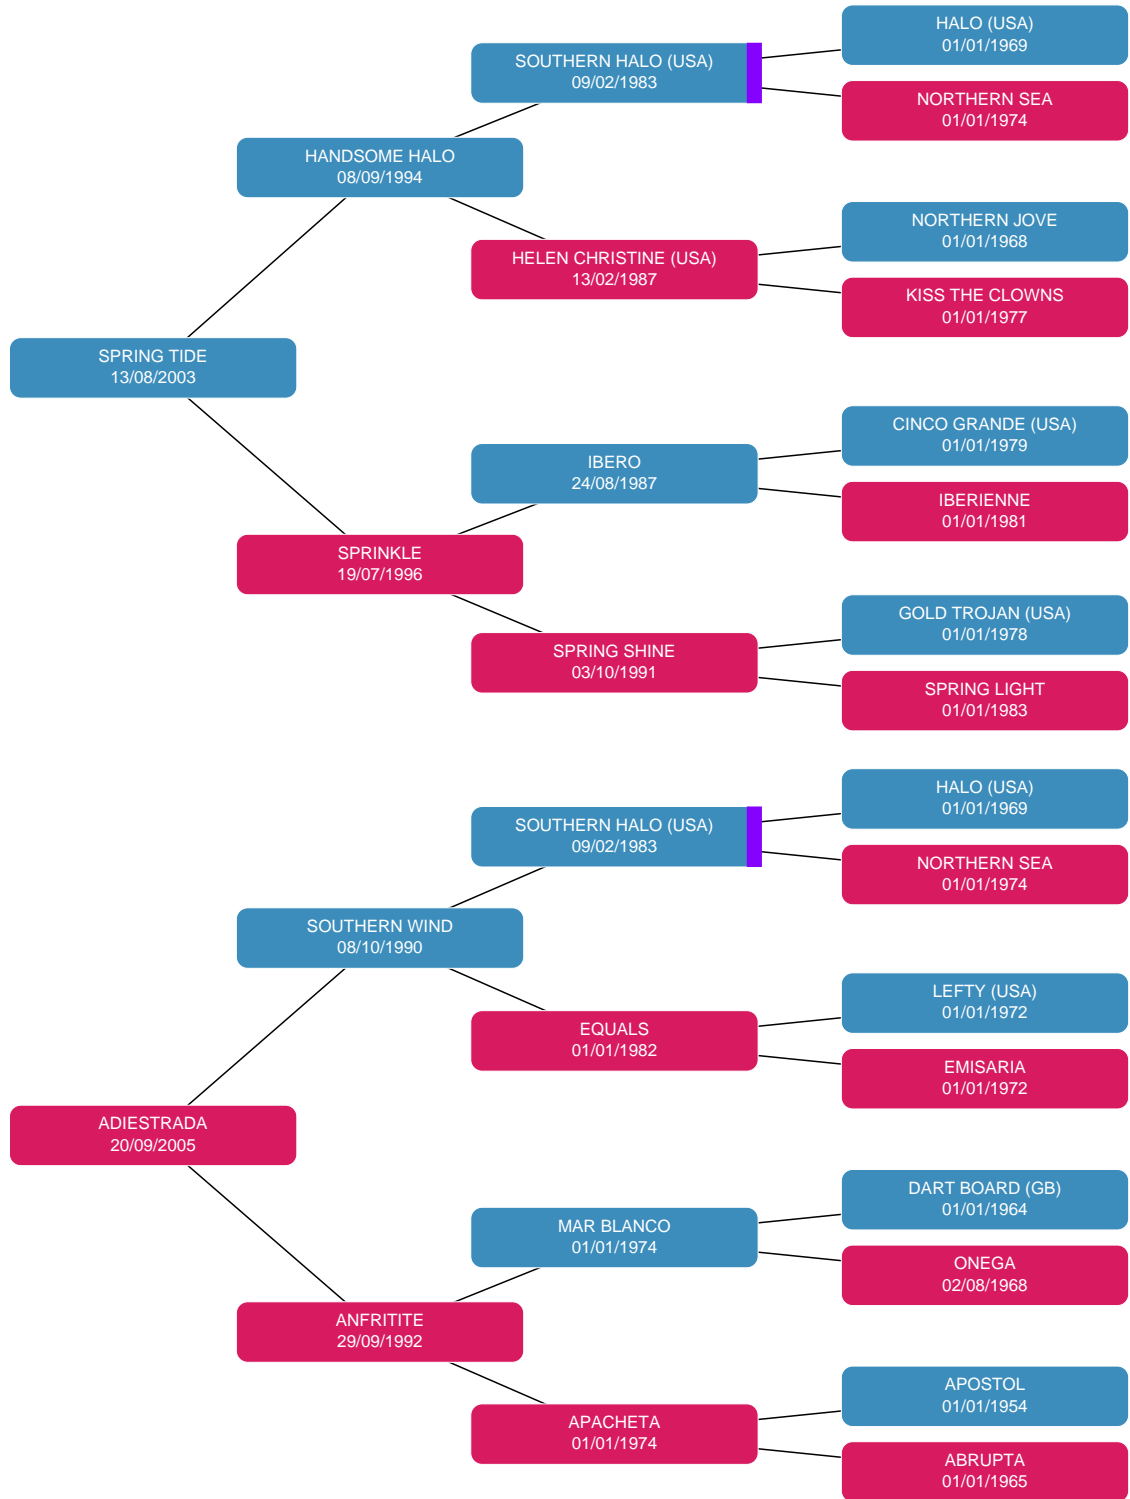 HALO (USA)
01/01/1969
SOUTHERN HALO (USA)
09/02/1983
NORTHERN SEA
01/01/1974
HANDSOME HALO
08/09/1994
NORTHERN JOVE
01/01/1968
HELEN CHRISTINE (USA)
13/02/1987
KISS THE CLOWNS
01/01/1977
SPRING TIDE
13/08/2003
CINCO GRANDE (USA)
01/01/1979
IBERO
24/08/1987
IBERIENNE
01/01/1981
SPRINKLE
19/07/1996
GOLD TROJAN (USA)
01/01/1978
SPRING SHINE
03/10/1991
SPRING LIGHT
01/01/1983
HALO (USA)
01/01/1969
SOUTHERN HALO (USA)
09/02/1983
NORTHERN SEA
01/01/1974
SOUTHERN WIND
08/10/1990
LEFTY (USA)
01/01/1972
EQUALS
01/01/1982
EMISARIA
01/01/1972
ADIESTRADA
20/09/2005
DART BOARD (GB)
01/01/1964
MAR BLANCO
01/01/1974
ONEGA
02/08/1968
ANFRITITE
29/09/1992
APOSTOL
01/01/1954
APACHETA
01/01/1974
ABRUPTA
01/01/1965